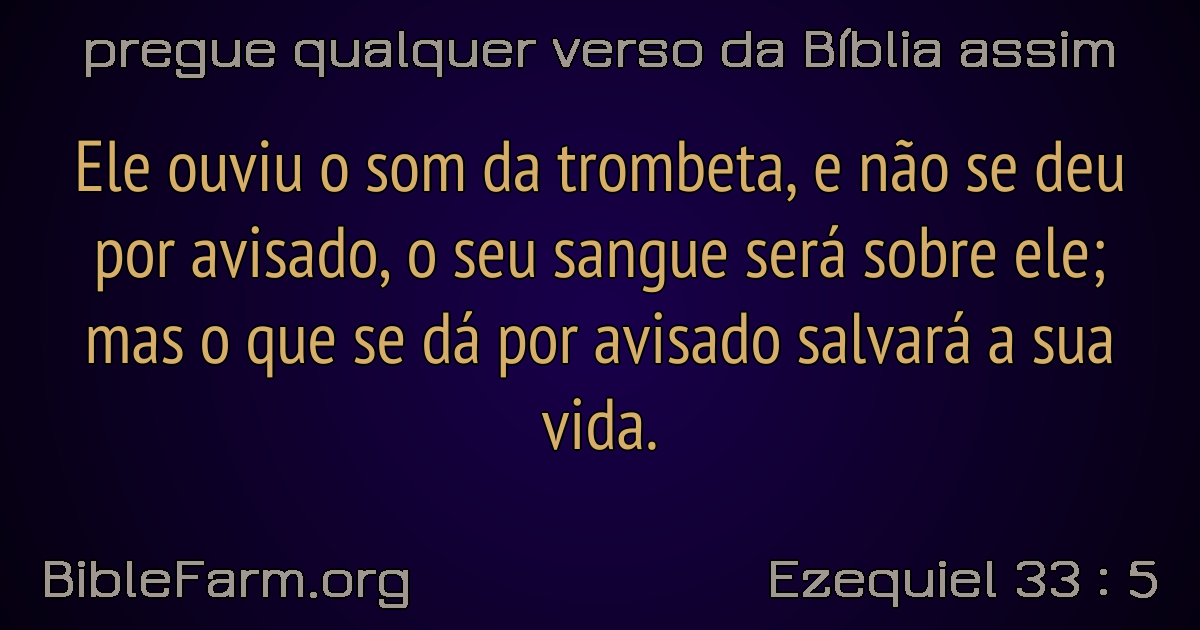 pregue qualquer verso da Bíblia assim
Ele ouviu o som da trombeta, e não se deu
por avisado, o seu sangue será sobre ele;
mas o que se dá por avisado salvará a sua
vida.
BibleFarm.org
Ezequiel 33 : 5